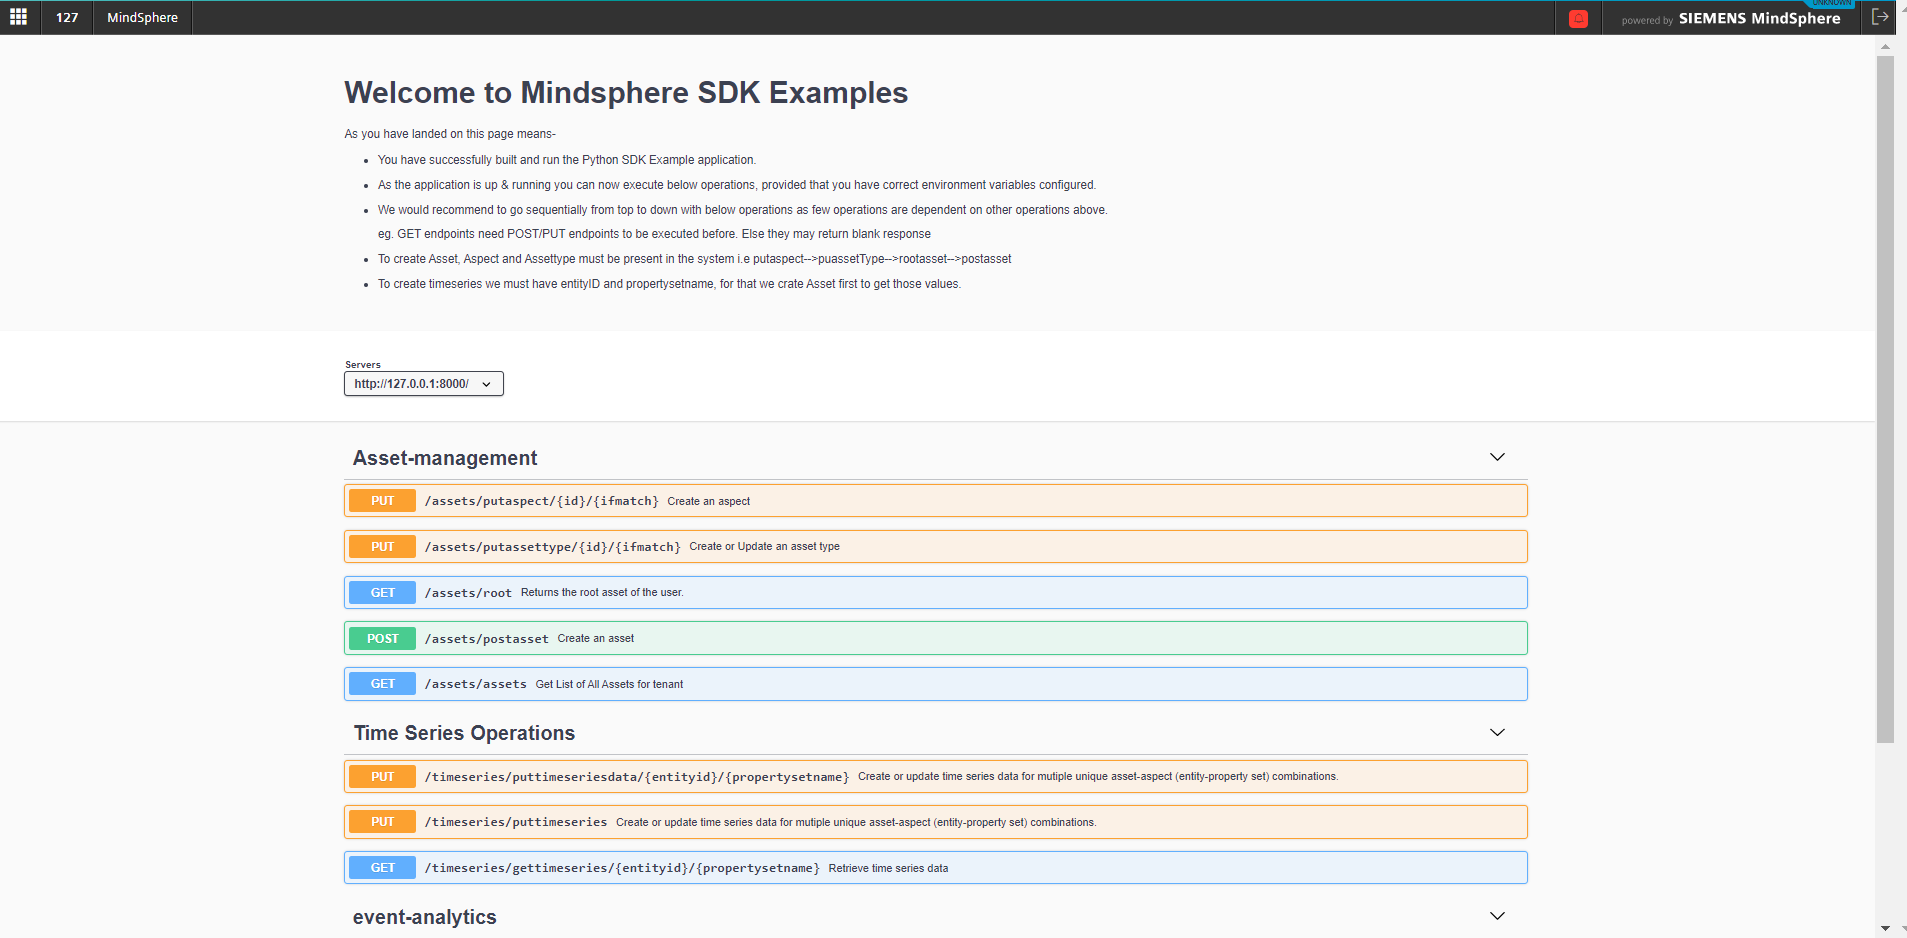 127 MindSphere UNKNOWN powered by SIEMENS MindSphere
Welcome to Mindsphere SDK Examples
As you have landed on this page means-
You have successfully built and run the Python SDK Example application.
As the application is up & running you can now execute below operations, provided that you have correct environment variables configured.
We would recommend to go sequentially from top to down with below operations as few operations are dependent on other operations above.
eg. GET endpoints need POST/PUT endpoints to be executed before. Else they may return blank response
To create Asset, Aspect and Assettype must be present in the system i.e putaspect-->puassetType-->rootasset-->postasset
To create timeseries we must have entityID and propertysetname, for that we crate Asset first to get those values.
Servers
http://127.0.0.1:8000/
Asset-management
PUT /assets/putaspect/{id}/{ifmatch} Create an aspect
PUT /assets/putassettype/{id}/{ifmatch} Create or Update an asset type
GET /assets/root Returns the root asset of the user.
POST /assets/postasset Create an asset
GET /assets/assets Get List of All Assets for tenant
Time Series Operations
PUT /timeseries/puttimeseriesdata/{entityid}/{propertysetname} Create or update time series data for mutiple unique asset-aspect (entity-property set) combinations.
PUT /timeseries/puttimeseries Create or update time series data for mutiple unique asset-aspect (entity-property set) combinations.
GET /timeseries/gettimeseries/{entityid}/{propertysetname} Retrieve time series data
event-analytics